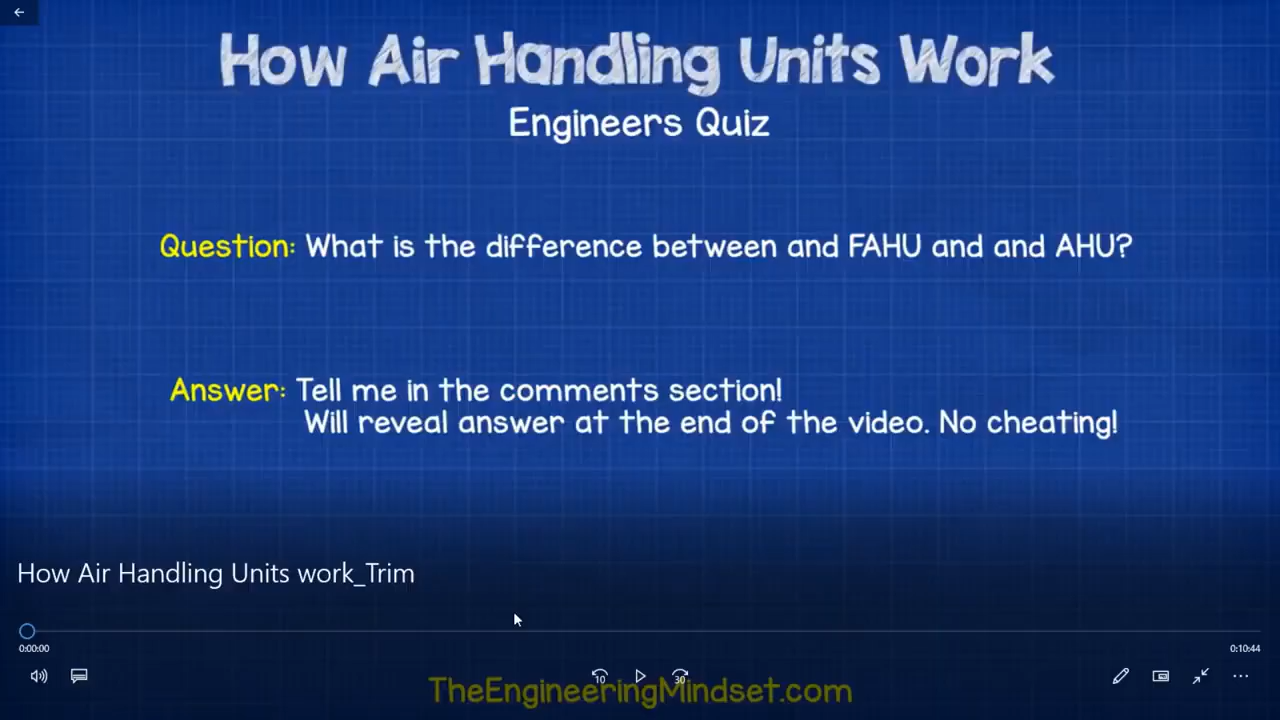 How Air Handling Units Work
Engineers Quiz
Question: What is the difference between and FAHU and and AHU?
Answer: Tell me in the comments section!
Will reveal answer at the end of the video. No cheating!
How Air Handling Units work_Trim
0:00:00
0:10:44
10
30
TheEngineeringMindset.com